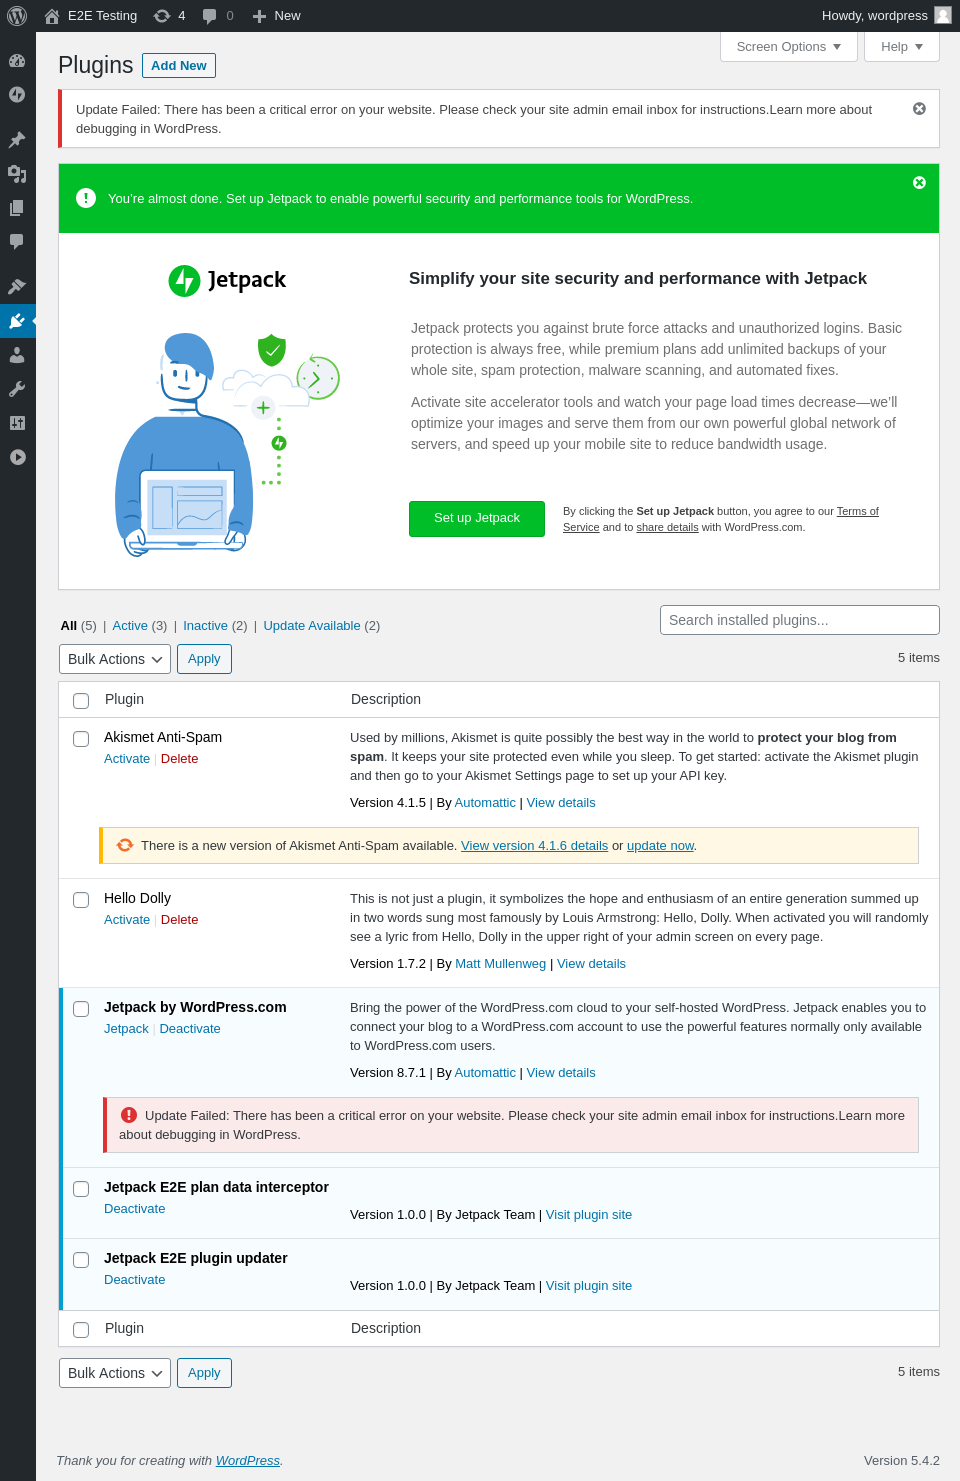 E2E Testing 4 0 New Howdy, wordpress
Screen Options Help
Plugins Add New
Update Failed: There has been a critical error on your website. Please check your site admin email inbox for instructions.Learn more about
debugging in WordPress.
You're almost done. Set up Jetpack to enable powerful security and performance tools for WordPress.
Jetpack
Simplify your site security and performance with Jetpack
Jetpack protects you against brute force attacks and unauthorized logins. Basic
protection is always free, while premium plans add unlimited backups of your
whole site, spam protection, malware scanning, and automated fixes.
Activate site accelerator tools and watch your page load times decrease—we'll
optimize your images and serve them from our own powerful global network of
servers, and speed up your mobile site to reduce bandwidth usage.
Set up Jetpack
By clicking the Set up Jetpack button, you agree to our Terms of
Service and to share details with WordPress.com.
All (5) | Active (3) | Inactive (2) | Update Available (2)
Search installed plugins...
Bulk Actions Apply 5 items
Plugin Description
Akismet Anti-Spam
Activate | Delete
Used by millions, Akismet is quite possibly the best way in the world to protect your blog from
spam. It keeps your site protected even while you sleep. To get started: activate the Akismet plugin
and then go to your Akismet Settings page to set up your API key.
Version 4.1.5 | By Automattic | View details
There is a new version of Akismet Anti-Spam available. View version 4.1.6 details or update now.
Hello Dolly
Activate | Delete
This is not just a plugin, it symbolizes the hope and enthusiasm of an entire generation summed up
in two words sung most famously by Louis Armstrong: Hello, Dolly. When activated you will randomly
see a lyric from Hello, Dolly in the upper right of your admin screen on every page.
Version 1.7.2 | By Matt Mullenweg | View details
Jetpack by WordPress.com
Jetpack | Deactivate
Bring the power of the WordPress.com cloud to your self-hosted WordPress. Jetpack enables you to
connect your blog to a WordPress.com account to use the powerful features normally only available
to WordPress.com users.
Version 8.7.1 | By Automattic | View details
Update Failed: There has been a critical error on your website. Please check your site admin email inbox for instructions.Learn more
about debugging in WordPress.
Jetpack E2E plan data interceptor
Deactivate
Version 1.0.0 | By Jetpack Team | Visit plugin site
Jetpack E2E plugin updater
Deactivate
Version 1.0.0 | By Jetpack Team | Visit plugin site
Plugin Description
Bulk Actions Apply 5 items
Thank you for creating with WordPress. Version 5.4.2